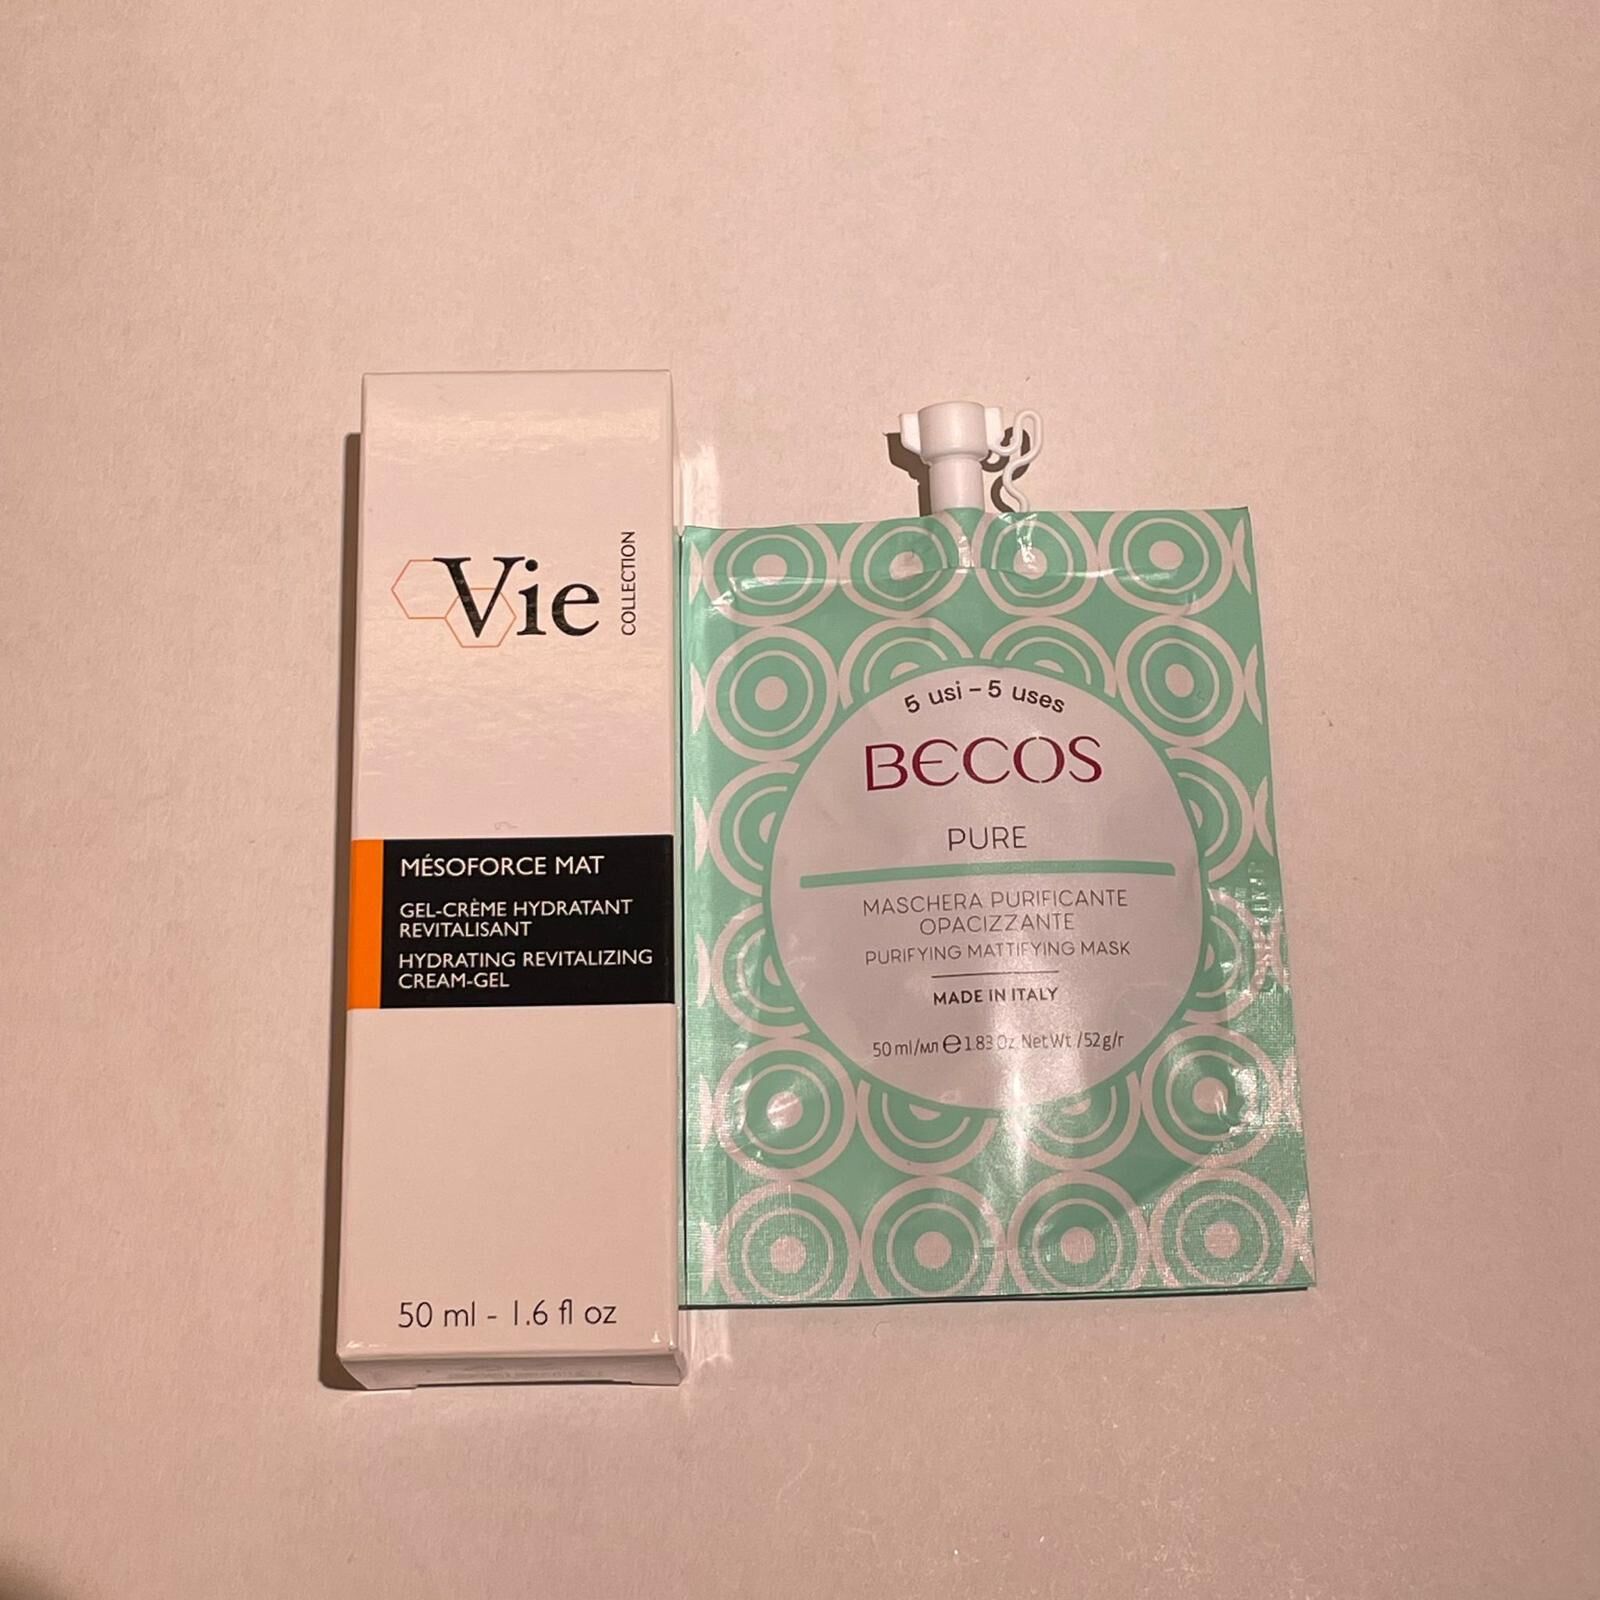 Vie
COLLECTION
MÉSOFORCE MAT
GEL-CRÈME HYDRATANT
REVITALISANT
HYDRATING REVITALIZING
CREAM-GEL
50 ml - 1.6 fl oz
5 usi – 5 uses
BECOS
PURE
MASCHERA PURIFICANTE
OPACIZZANTE
PURIFYING MATTIFYING MASK
MADE IN ITALY
50 ml/мл ℮ 1.83 Oz. Net Wt./52 g/г